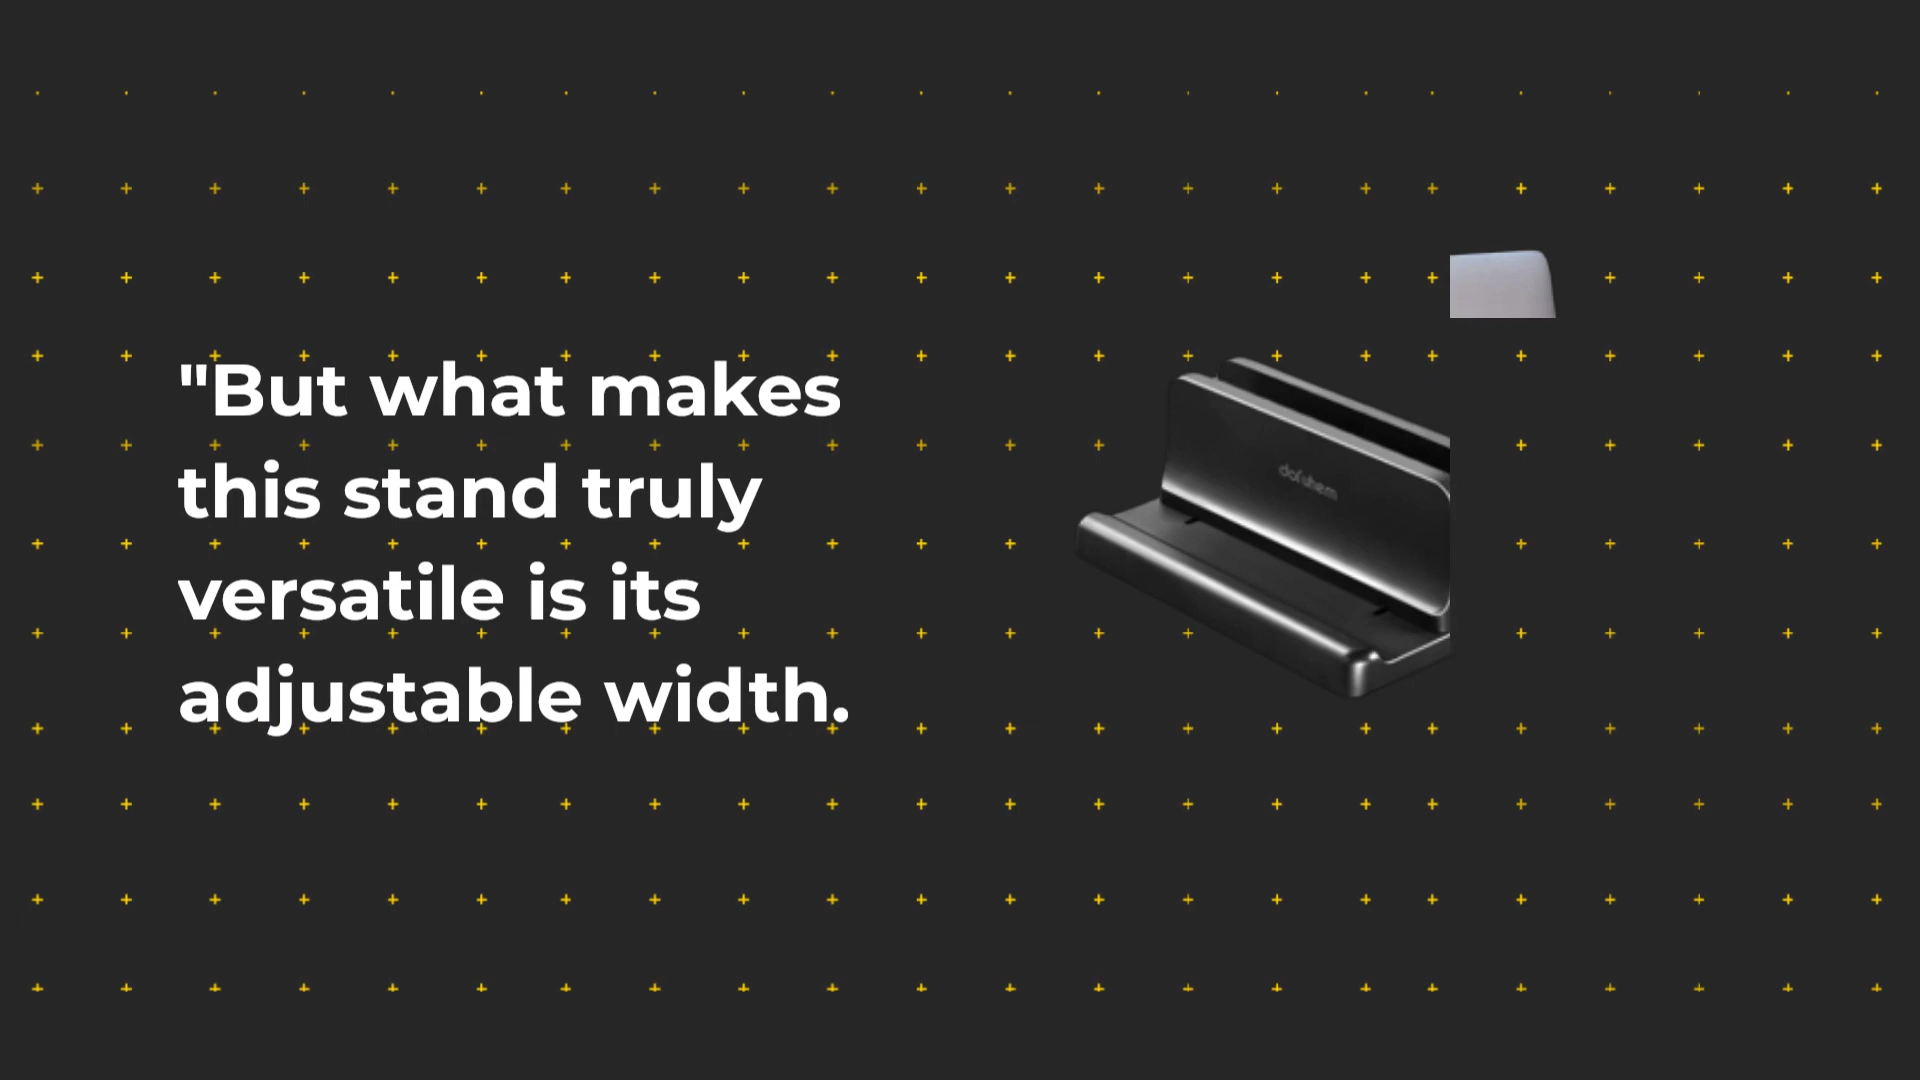 "But what makes
this stand truly
versatile is its
adjustable width.